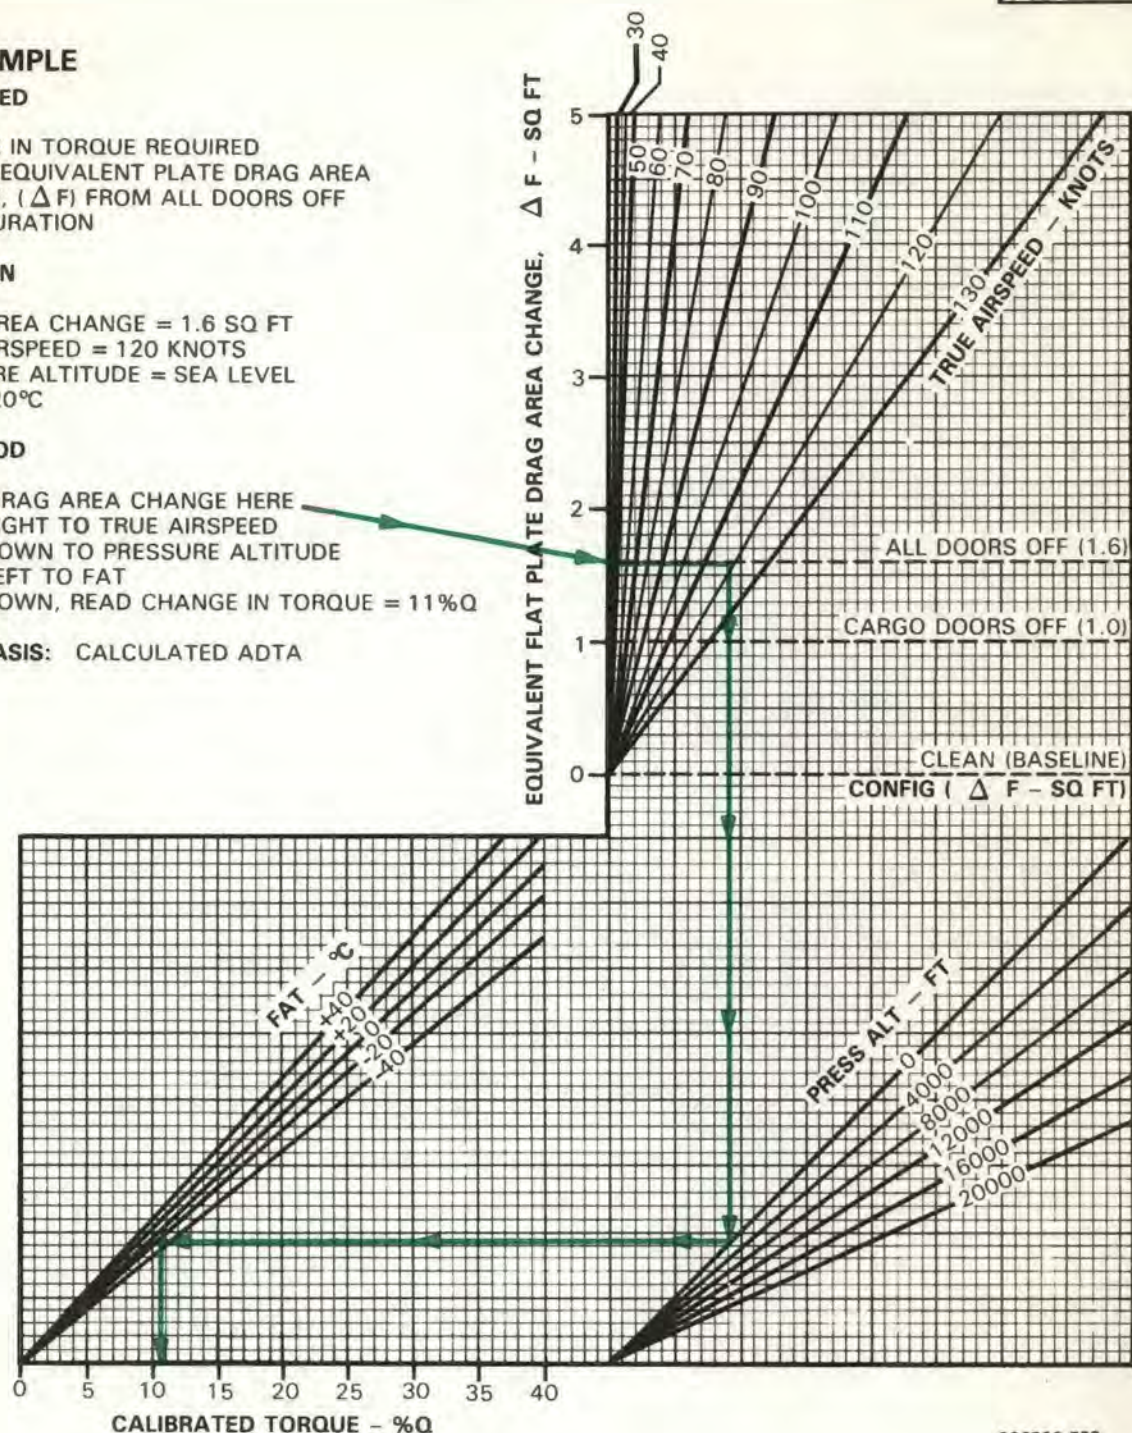 MPLE
ED
IN TORQUE REQUIRED
EQUIVALENT PLATE DRAG AREA
, (Δ F) FROM ALL DOORS OFF
URATION
N
REA CHANGE = 1.6 SQ FT
RSPEED = 120 KNOTS
RE ALTITUDE = SEA LEVEL
0°C
OD
RAG AREA CHANGE HERE
GHT TO TRUE AIRSPEED
OWN TO PRESSURE ALTITUDE
EFT TO FAT
OWN, READ CHANGE IN TORQUE = 11%Q
ASIS: CALCULATED ADTA
EQUIVALENT FLAT PLATE DRAG AREA CHANGE, Δ F – SQ FT
5
4
3
2
1
0
30
40
50
60
70
80
90
100
110
120
130
TRUE AIRSPEED – KNOTS
ALL DOORS OFF (1.6)
CARGO DOORS OFF (1.0)
CLEAN (BASELINE)
CONFIG ( Δ F – SQ FT)
FAT – °C
+40
+20
0
-20
-40
PRESS ALT – FT
0
4000
8000
12000
16000
20000
0 5 10 15 20 25 30 35 40
CALIBRATED TORQUE – %Q